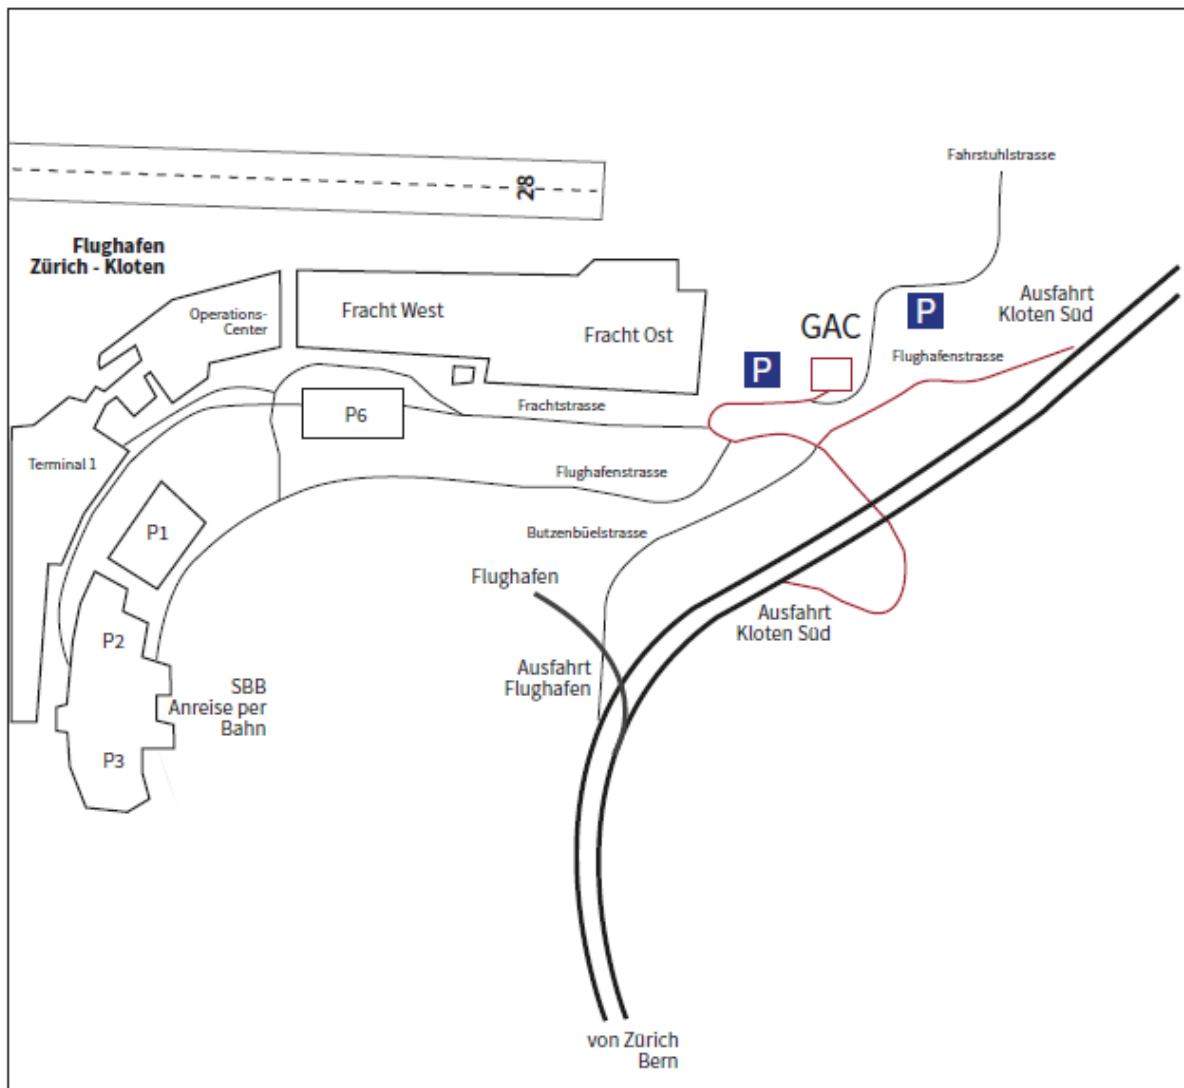 Fahrstuhlstrasse
28
Flughafen
Zürich - Kloten
Ausfahrt
Kloten Süd
P
Operations-
Center
Fracht West
Fracht Ost
GAC
P
Flughafenstrasse
P6
Frachtstrasse
Terminal 1
Flughafenstrasse
P1
Butzenbüelstrasse
Flughafen
Ausfahrt
Kloten Süd
P2
Ausfahrt
Flughafen
SBB
Anreise per
Bahn
P3
von Zürich
Bern